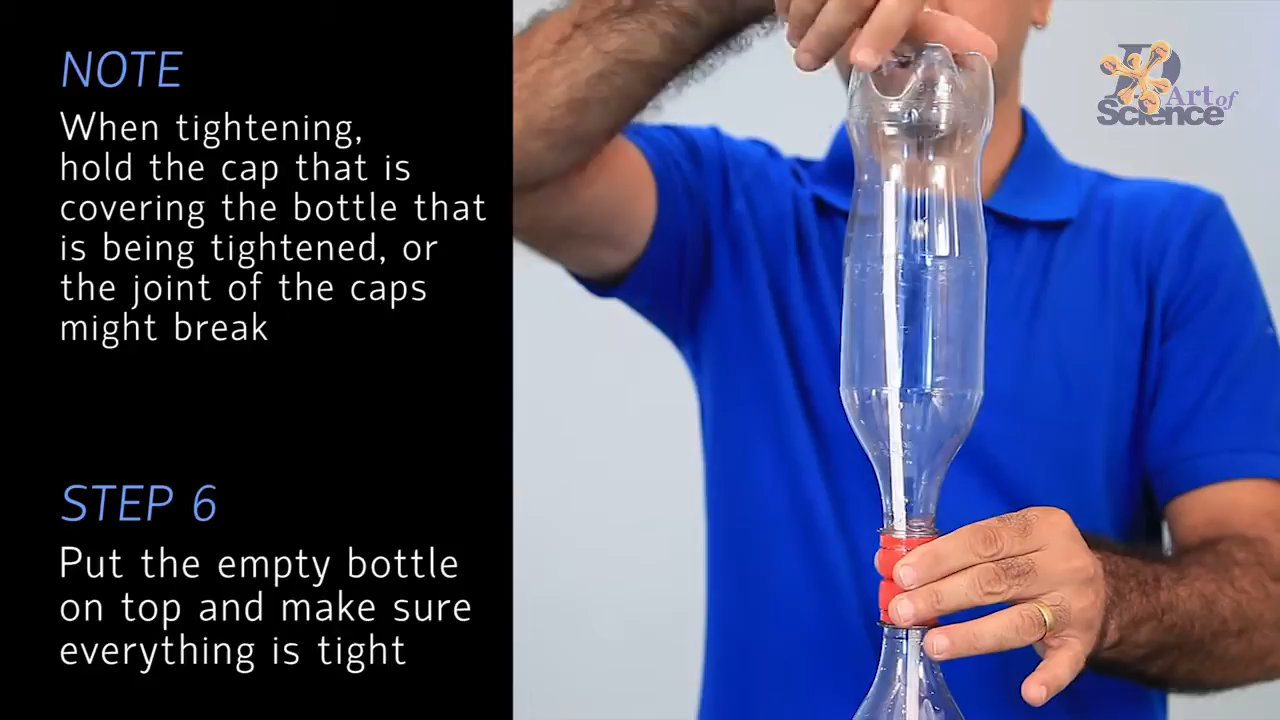 NOTE
When tightening,
hold the cap that is
covering the bottle that
is being tightened, or
the joint of the caps
might break
STEP 6
Put the empty bottle
on top and make sure
everything is tight
Art of
Science